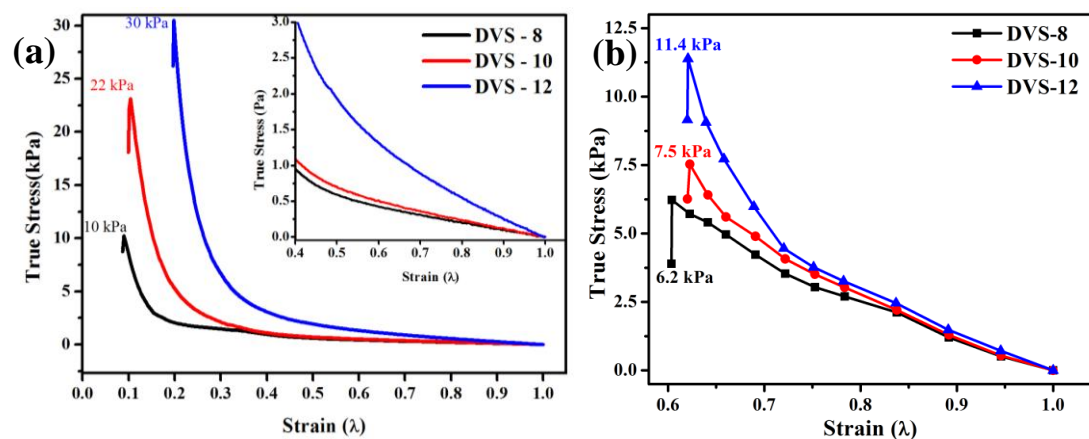 (a)
True Stress(kPa)
30
25
20
15
10
5
0
30 kPa
22 kPa
10 kPa
0.0 0.1 0.2 0.3 0.4 0.5 0.6 0.7 0.8 0.9 1.0
Strain (λ)
True Stress (Pa)
3.0
2.5
2.0
1.5
1.0
0.5
0.0
DVS - 8
DVS - 10
DVS - 12
0.4 0.5 0.6 0.7 0.8 0.9 1.0
Strain (λ)
(b)
True Stress (kPa)
12.5
10.0
7.5
5.0
2.5
0.0
11.4 kPa
7.5 kPa
6.2 kPa
DVS-8
DVS-10
DVS-12
0.6 0.7 0.8 0.9 1.0
Strain (λ)